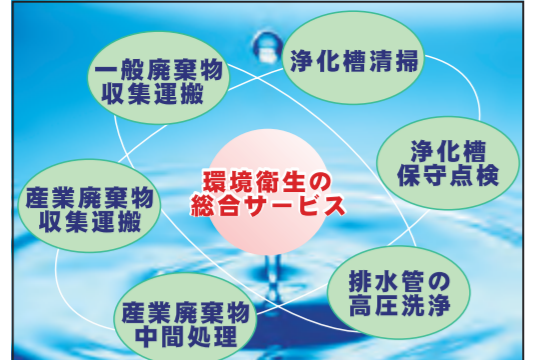 一般廃棄物
収集運搬
浄化槽清掃
浄化槽
保守点検
産業廃棄物
収集運搬
環境衛生の
総合サービス
排水管の
高圧洗浄
産業廃棄物
中間処理